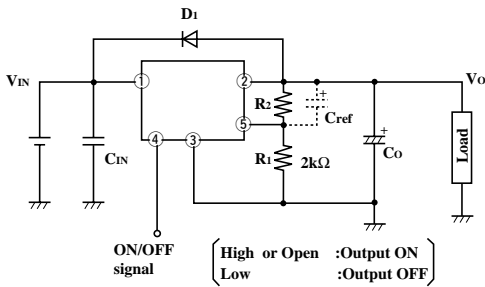 D1
VIN
1
2
VO
R2
+
Cref
5
4
3
CIN
R1
2kΩ
+
CO
Load
ON/OFF
signal
High or Open :Output ON
Low :Output OFF